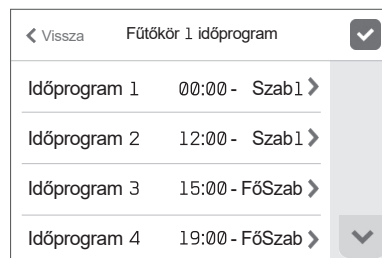 Vissza Fűtőkör 1 időprogram
Időprogram 1 00:00 - Szab1
Időprogram 2 12:00 - Szab1
Időprogram 3 15:00 - FőSzab
Időprogram 4 19:00 - FőSzab